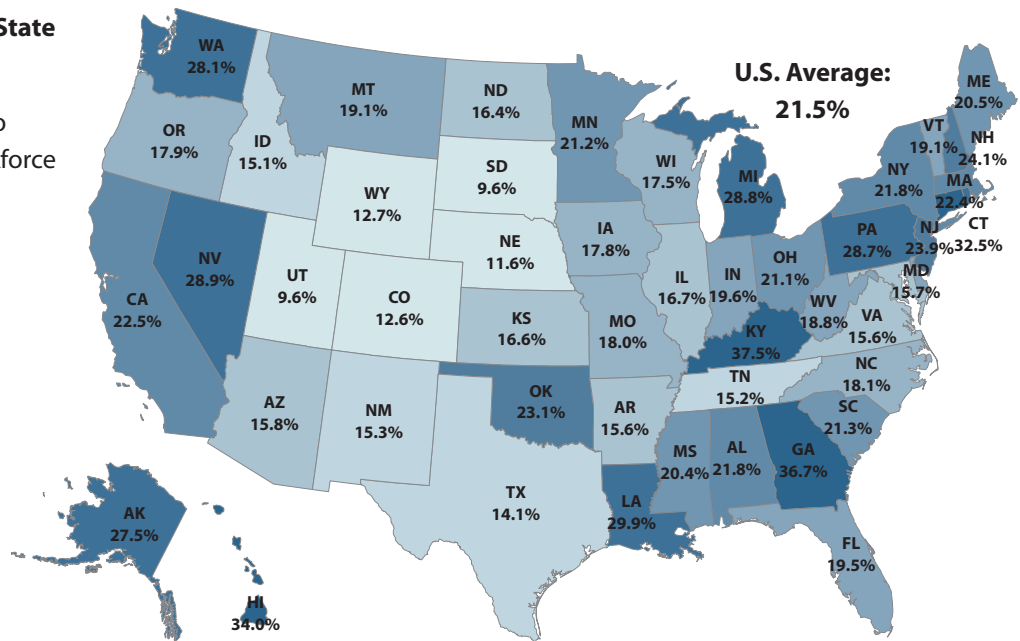 State
force
U.S. Average:
21.5%
WA
28.1%
MT
19.1%
ND
16.4%
MN
21.2%
ME
20.5%
VT
19.1%
NH
24.1%
OR
17.9%
ID
15.1%
SD
9.6%
WI
17.5%
MI
28.8%
NY
21.8%
MA
22.4%
CT
32.5%
WY
12.7%
IA
17.8%
PA
28.7%
NJ
23.9%
NV
28.9%
UT
9.6%
CO
12.6%
NE
11.6%
IL
16.7%
IN
19.6%
OH
21.1%
MD
15.7%
CA
22.5%
KS
16.6%
MO
18.0%
KY
37.5%
WV
18.8%
VA
15.6%
AZ
15.8%
NM
15.3%
OK
23.1%
AR
15.6%
TN
15.2%
NC
18.1%
SC
21.3%
MS
20.4%
AL
21.8%
GA
36.7%
TX
14.1%
LA
29.9%
FL
19.5%
AK
27.5%
HI
34.0%